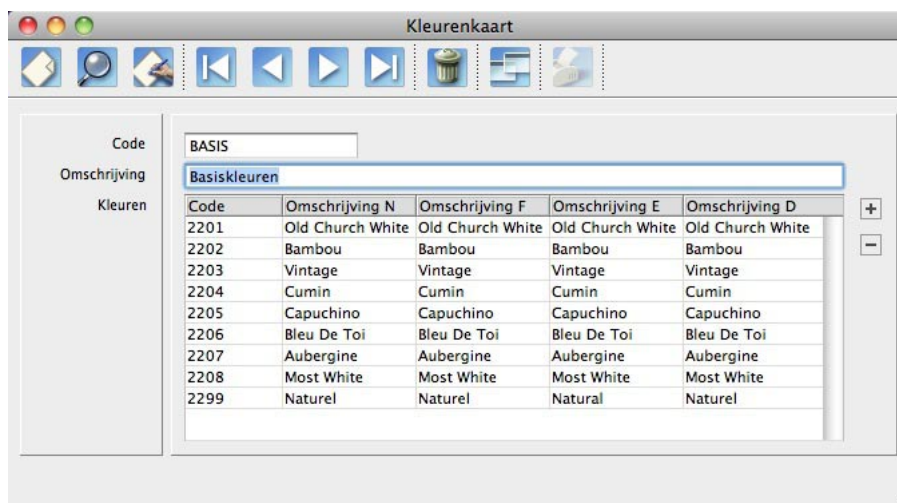 Kleurenkaart
Code BASIS
Omschrijving Basiskleuren
Kleuren
Code Omschrijving N Omschrijving F Omschrijving E Omschrijving D
2201 Old Church White Old Church White Old Church White Old Church White
2202 Bambou Bambou Bambou Bambou
2203 Vintage Vintage Vintage Vintage
2204 Cumin Cumin Cumin Cumin
2205 Capuchino Capuchino Capuchino Capuchino
2206 Bleu De Toi Bleu De Toi Bleu De Toi Bleu De Toi
2207 Aubergine Aubergine Aubergine Aubergine
2208 Most White Most White Most White Most White
2299 Naturel Naturel Natural Naturel